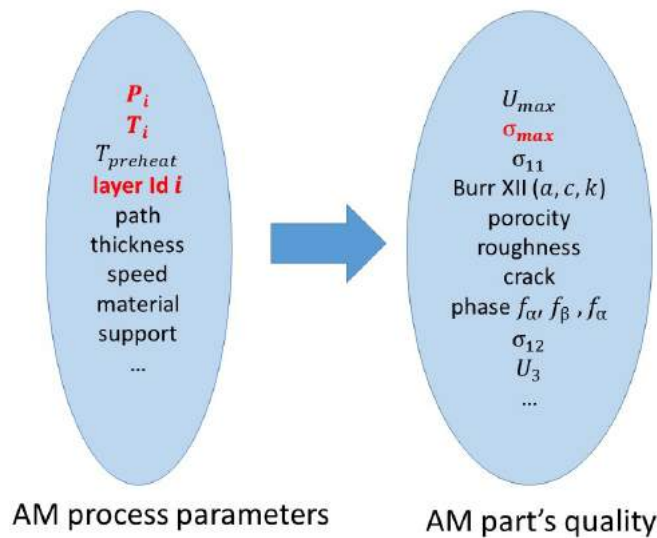 P_i
T_i
T_preheat
layer Id i
path
thickness
speed
material
support
...
AM process parameters
U_max
σ_max
σ_11
Burr XII (a, c, k)
porosity
roughness
crack
phase f_α, f_β , f_α
σ_12
U_3
...
AM part's quality